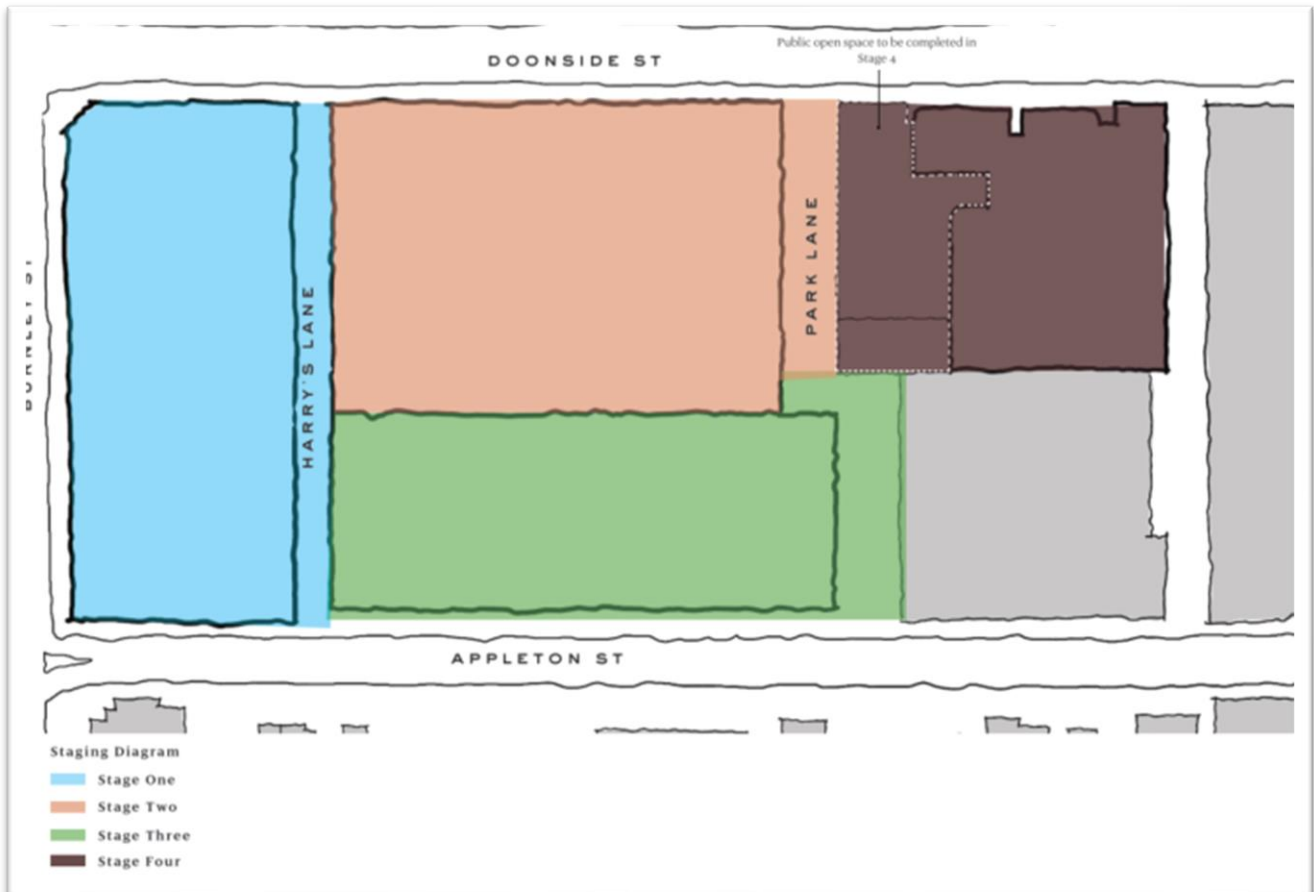 Public open space to be completed in
Stage 4
DOONSIDE ST
PARK LANE
HARRY'S LANE
APPLETON ST
Staging Diagram
Stage One
Stage Two
Stage Three
Stage Four